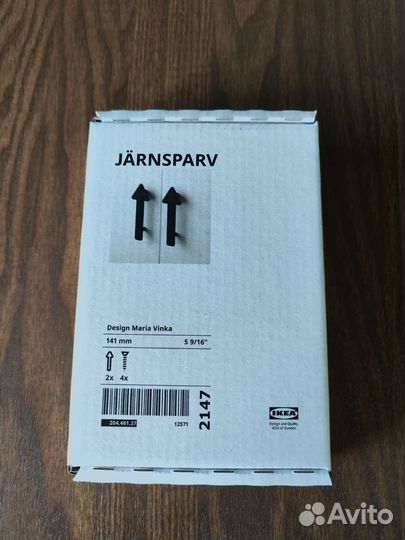 JÄRNSPARV
Design Maria Vinka
141 mm 5 9/16"
2x 4x
204.461.37 12571
2147
IKEA
Design and Quality
IKEA of Sweden
Avito